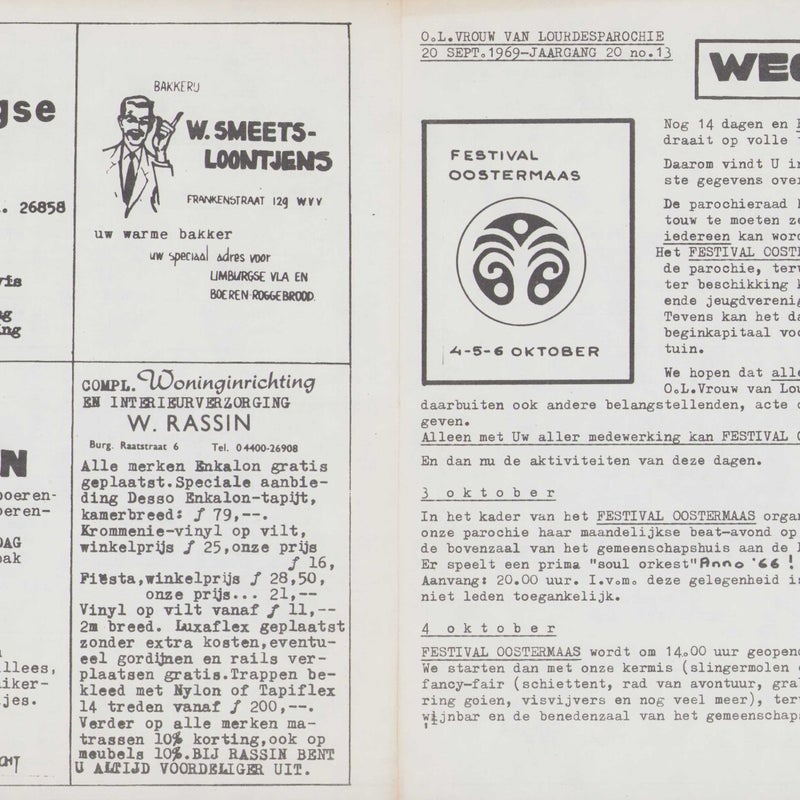 gse
. 26858
N
boeren-
eren-
DAG
bak
llees,
iker-
jes.
BAKKERIJ
W. SMEETS-
LOONTJENS
FRANKENSTRAAT 129 WVV
uw warme bakker
uw speciaal adres voor
LIMBURGSE VLA EN
BOEREN-ROGGEBROOD.
COMPL. Woninginrichting
EN INTERIEURVERZORGING
W. RASSIN
Burg. Raatstraat 6 Tel. 04400-26908
Alle merken Enkalon gratis
geplaatst.Speciale aanbie-
ding Desso Enkalon-tapijt,
kamerbreed: ƒ 79,--.
Krommenie-vinyl op vilt,
winkelprijs ƒ 25,onze prijs
ƒ 16,
Fiësta,winkelprijs ƒ 28,50,
onze prijs... 21,--
Vinyl op vilt vanaf ƒ 11,--
2m breed. Luxaflex geplaatst
zonder extra kosten,eventu-
eel gordijnen en rails ver-
plaatsen gratis.Trappen be-
kleed met Nylon of Tapiflex
14 treden vanaf ƒ 200,--.
Verder op alle merken ma-
trassen 10% korting,ook op
meubels 10%.BIJ RASSIN BENT
U ALTIJD VOORDELIGER UIT.
O.L.VROUW VAN LOURDESPAROCHIE
20 SEPT.1969-JAARGANG 20 no.13
WEG
FESTIVAL
OOSTERMAAS
4-5-6 OKTOBER
Nog 14 dagen en
draait op volle
Daarom vindt U in
ste gegevens over
De parochieraad
touw te moeten ze
iedereen kan word
Het FESTIVAL OOST
de parochie, terw
ter beschikking
ende jeugdverenig
Tevens kan het da
beginkapitaal voo
tuin.
We hopen dat alle
O.L.Vrouw van Lou
daarbuiten ook andere belangstellenden, acte
geven.
Alleen met Uw aller medewerking kan FESTIVAL O
En dan nu de aktiviteiten van deze dagen.
3 oktober
In het kader van het FESTIVAL OOSTERMAAS organ
onze parochie haar maandelijkse beat-avond op
de bovenzaal van het gemeenschapshuis aan de
Er speelt een prima "soul orkest"Anno '66 !
Aanvang: 20.00 uur. I.v.m. deze gelegenheid is
niet leden toegankelijk.
4 oktober
FESTIVAL OOSTERMAAS wordt om 14.00 uur geopend
We starten dan met onze kermis (slingermolen
fancy-fair (schiettent, rad van avontuur, gra
ring goien, visvijvers en nog veel meer), terw
wijnbar en de benedenzaal van het gemeenschaps